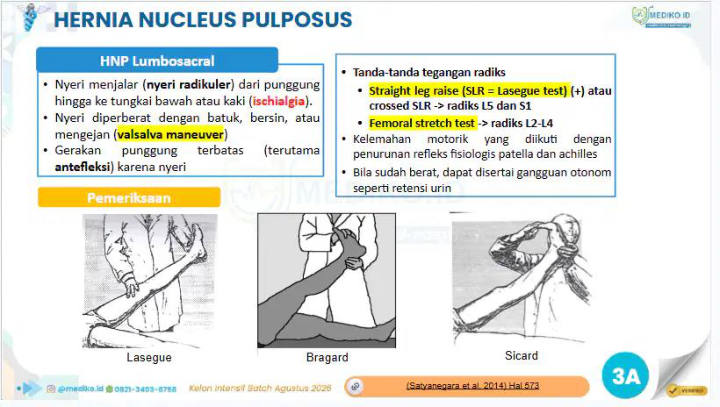 HERNIA NUCLEUS PULPOSUS
MEDIKO.ID
HNP Lumbosacral
• Nyeri menjalar (nyeri radikuler) dari punggung
hingga ke tungkai bawah atau kaki (ischialgia).
• Nyeri diperberat dengan batuk, bersin, atau
mengejan (valsalva maneuver)
• Gerakan punggung terbatas (terutama
antefleksi) karena nyeri
• Tanda-tanda tegangan radiks
• Straight leg raise (SLR = Lasegue test) (+) atau
crossed SLR -> radiks L5 dan S1
• Femoral stretch test -> radiks L2-L4
• Kelemahan motorik yang diikuti dengan
penurunan refleks fisiologis patella dan achilles
• Bila sudah berat, dapat disertai gangguan otonom
seperti retensi urin
Pemeriksaan
MEDIKO.ID
Lasegue
Bragard
Sicard
@mediko.id 0821-3403-8758
Kelon Intensif Batch Agustus 2026
(Satyanegara et al. 2014) Hal 573
3A